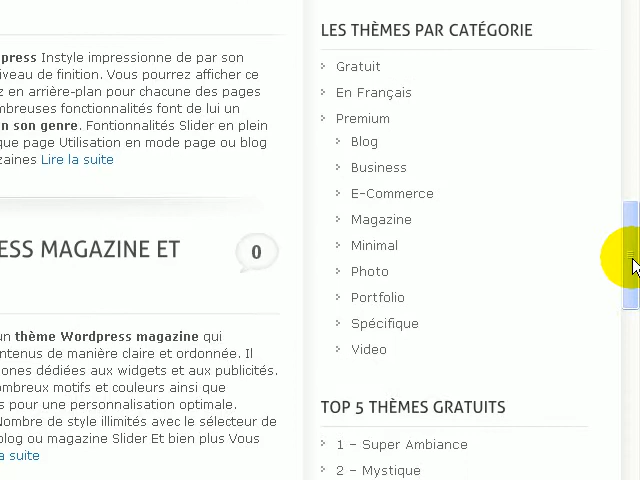 press Instyle impressionne de par son
iveau de finition. Vous pourrez afficher ce
z en arrière-plan pour chacune des pages
mbreuses fonctionnalités font de lui un
n son genre. Fontionnalités Slider en plein
que page Utilisation en mode page ou blog
zaines Lire la suite
ESS MAGAZINE ET
0
un thème Wordpress magazine qui
ntenus de manière claire et ordonnée. Il
ones dédiées aux widgets et aux publicités.
ombreux motifs et couleurs ainsi que
s pour une personnalisation optimale.
Nombre de style illimités avec le sélecteur de
blog ou magazine Slider Et bien plus Vous
a suite
LES THÈMES PAR CATÉGORIE
Gratuit
En Français
Premium
Blog
Business
E-Commerce
Magazine
Minimal
Photo
Portfolio
Spécifique
Video
TOP 5 THÈMES GRATUITS
1 – Super Ambiance
2 – Mystique